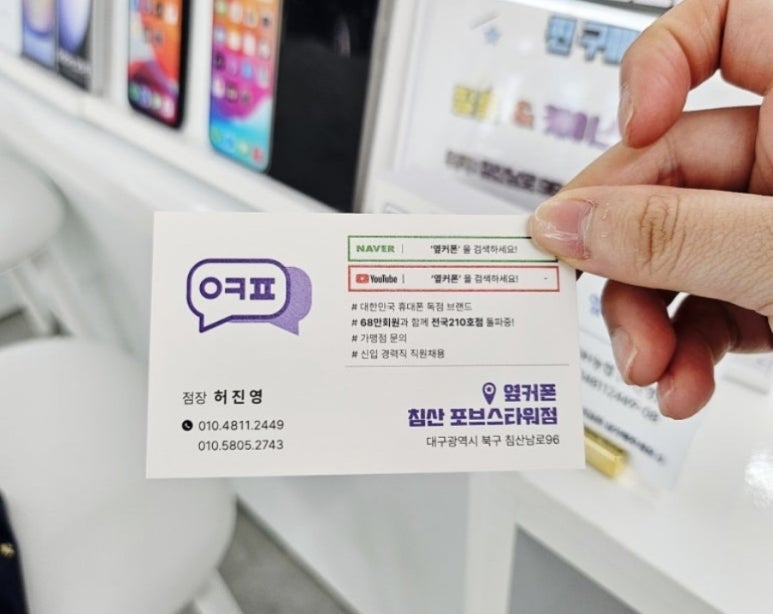 ㅇㅋㅍ
점장 허진영
010.4811.2449
010.5805.2743
NAVER | '옆커폰' 을 검색하세요!
YouTube | '옆커폰' 을 검색하세요!
# 대한민국 휴대폰 독점 브랜드
# 68만회원과 함께 전국210호점 돌파중!
# 가맹점 문의
# 신입 경력직 직원채용
옆커폰
침산 포브스타워점
대구광역시 북구 침산남로96